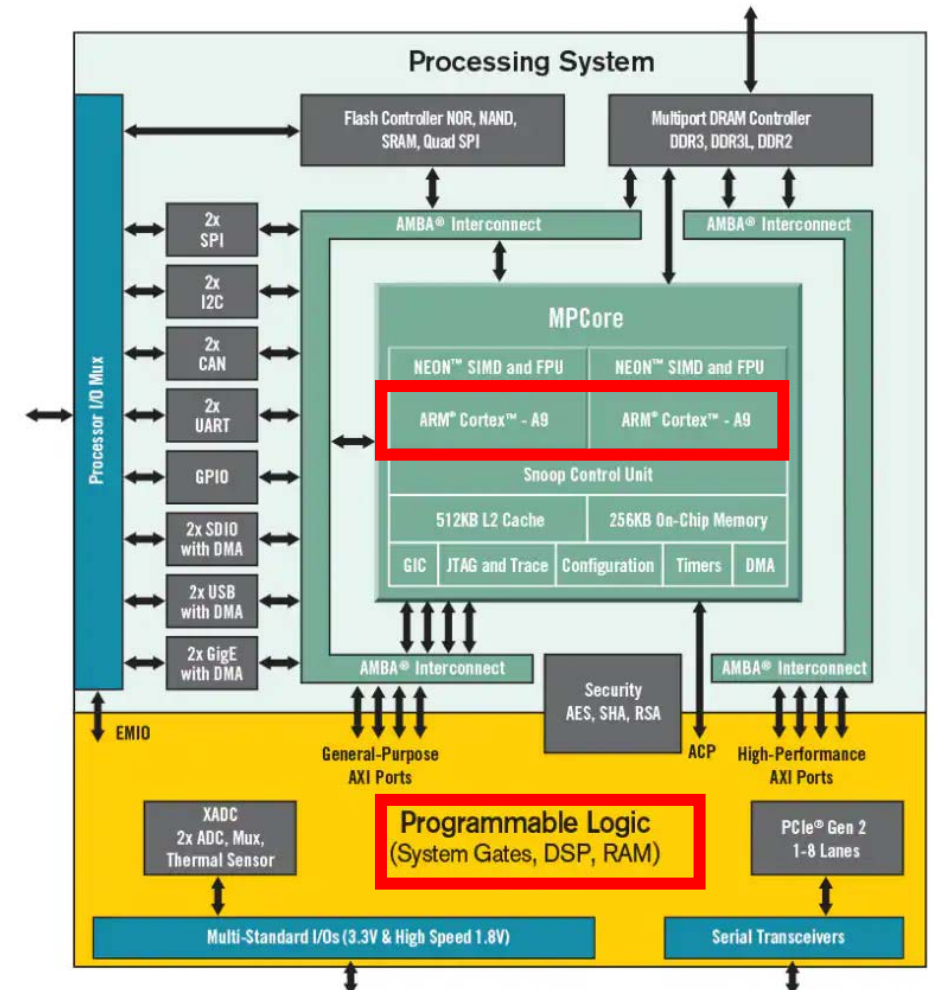 Processing System
Flash Controller NOR, NAND,
SRAM, Quad SPI
Multiport DRAM Controller
DDR3, DDR3L, DDR2
AMBA® Interconnect
AMBA® Interconnect
Processor I/O Mux
2x
SPI
2x
I2C
2x
CAN
2x
UART
GPIO
2x SDIO
with DMA
2x USB
with DMA
2x GigE
with DMA
MPCore
NEON™ SIMD and FPU
NEON™ SIMD and FPU
ARM® Cortex™ - A9
ARM® Cortex™ - A9
Snoop Control Unit
512KB L2 Cache
256KB On-Chip Memory
GIC
JTAG and Trace
Configuration
Timers
DMA
AMBA® Interconnect
AMBA® Interconnect
Security
AES, SHA, RSA
EMIO
General-Purpose
AXI Ports
ACP
High-Performance
AXI Ports
XADC
2x ADC, Mux,
Thermal Sensor
Programmable Logic
(System Gates, DSP, RAM)
PCIe® Gen 2
1-8 Lanes
Multi-Standard I/Os (3.3V & High Speed 1.8V)
Serial Transceivers